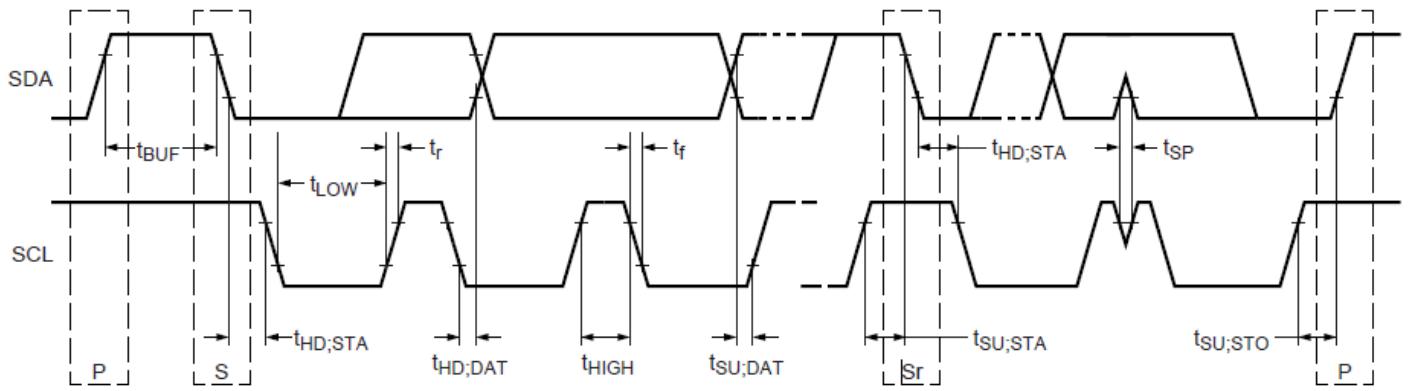 SDA
tBUF
tr
tf
tHD;STA
tSP
tLOW
SCL
tHD;STA
tHD;DAT
tHIGH
tSU;DAT
tSU;STA
tSU;STO
P
S
Sr
P